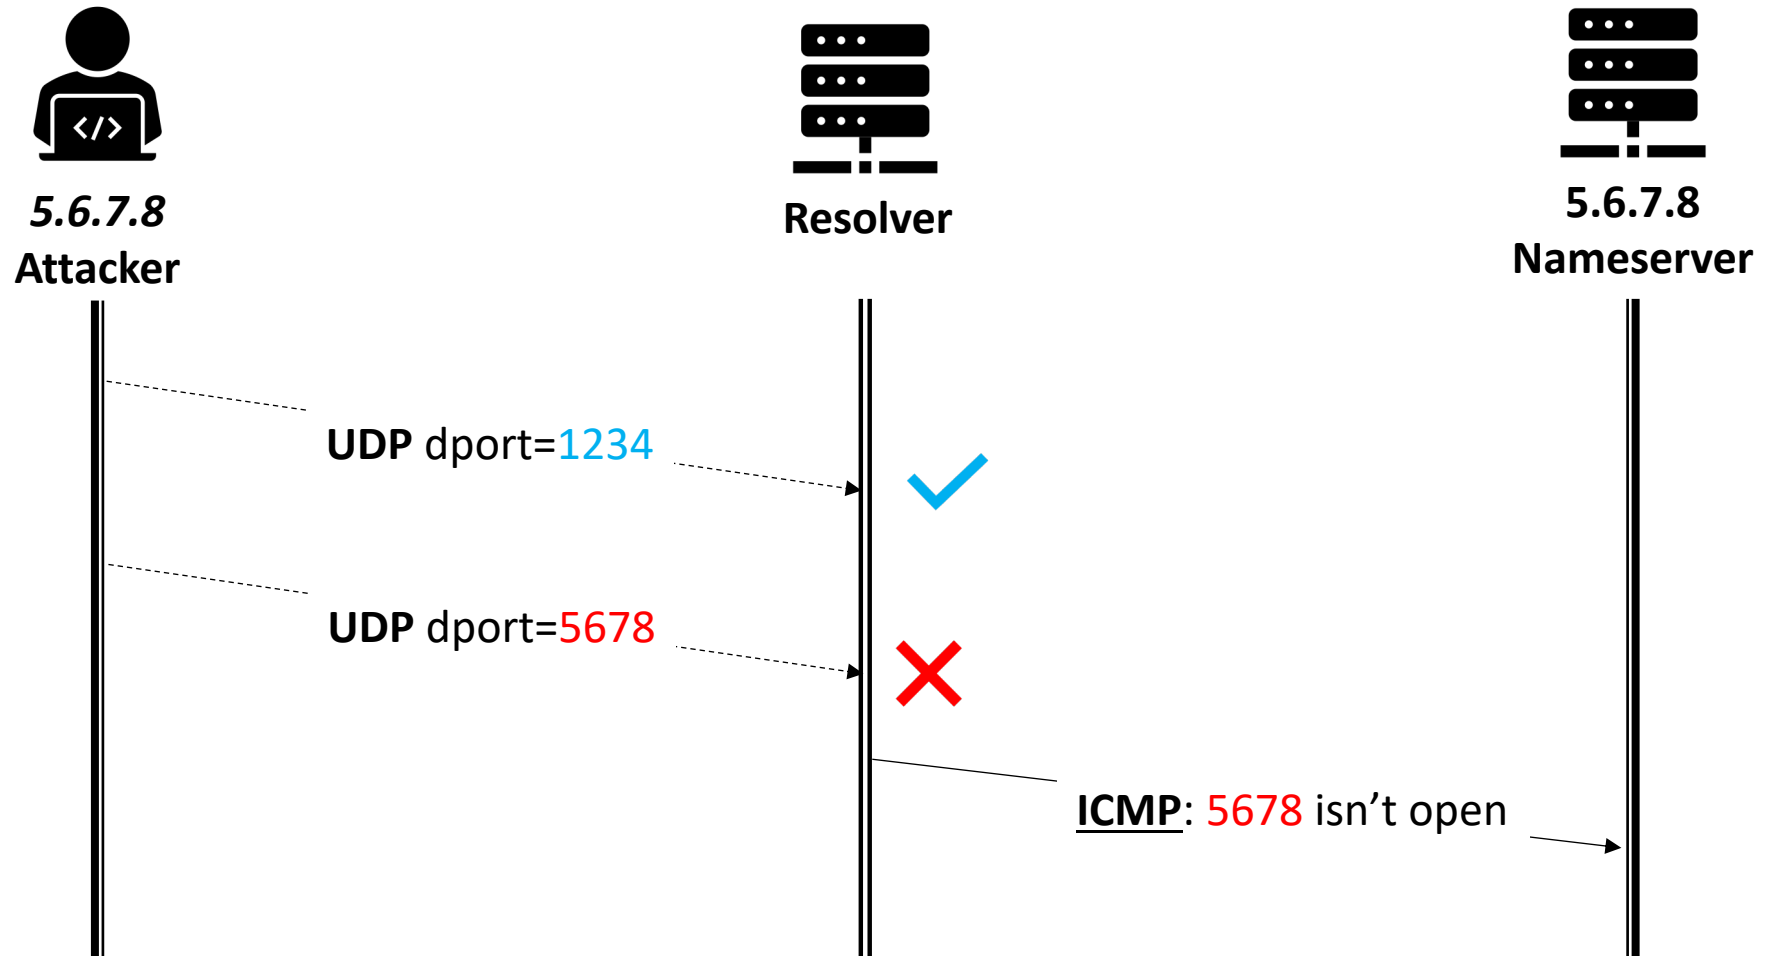 </>
5.6.7.8
Attacker
Resolver
5.6.7.8
Nameserver
UDP dport=1234
UDP dport=5678
ICMP: 5678 isn’t open